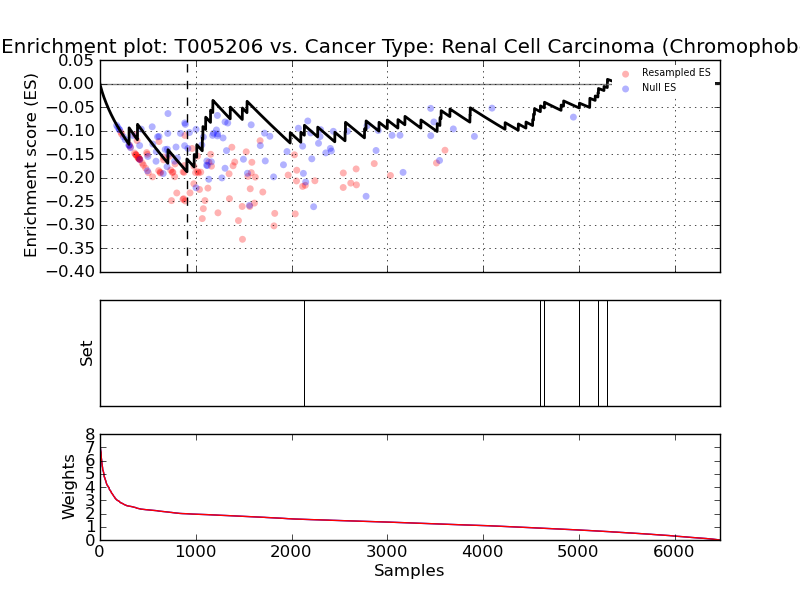 Enrichment plot: T005206 vs. Cancer Type: Renal Cell Carcinoma (Chromophob
0.05
0.00
−0.05
−0.10
−0.15
−0.20
−0.25
−0.30
−0.35
−0.40
Enrichment score (ES)
Resampled ES
Null ES
Set
8
7
6
5
4
3
2
1
0
Weights
0 1000 2000 3000 4000 5000 6000
Samples